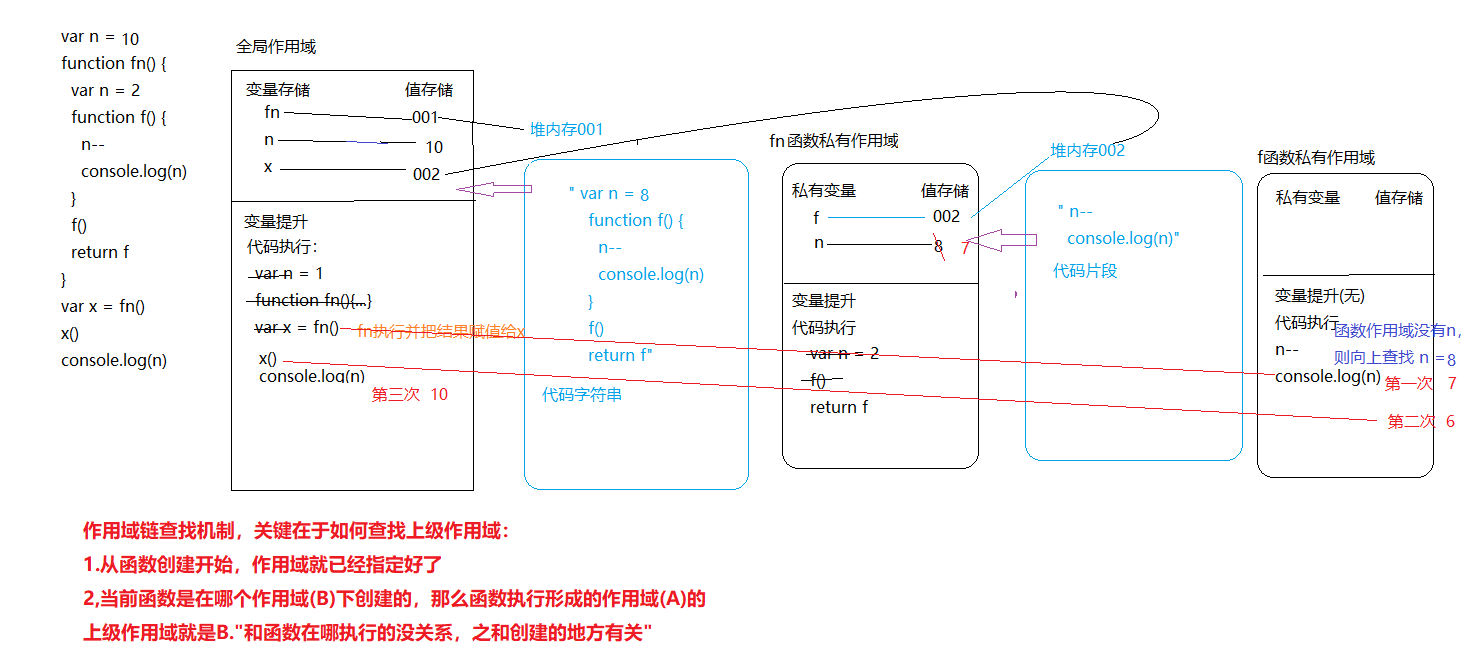 var n = 10
function fn() {
var n = 2
function f() {
n--
console.log(n)
}
f()
return f
}
var x = fn()
x()
console.log(n)
全局作用域
变量存储 值存储
fn 001
n 10
x 002
变量提升
代码执行：
var n = 1
function fn(){...}
var x = fn() fn执行并把结果赋值给x
x()
console.log(n)
第三次 10
堆内存001
" var n = 8
function f() {
n--
console.log(n)
}
f()
return f"
代码字符串
fn函数私有作用域
私有变量 值存储
f 002
n 8 7
变量提升
代码执行
var n = 2
f()
return f
堆内存002
" n--
console.log(n)"
代码片段
f函数私有作用域
私有变量 值存储
变量提升(无)
代码执行
n--
console.log(n)
函数作用域没有n,
则向上查找 n =8
第一次 7
第二次 6
作用域链查找机制，关键在于如何查找上级作用域：
1.从函数创建开始，作用域就已经指定好了
2,当前函数是在哪个作用域(B)下创建的，那么函数执行形成的作用域(A)的
上级作用域就是B."和函数在哪执行的没关系，之和创建的地方有关"